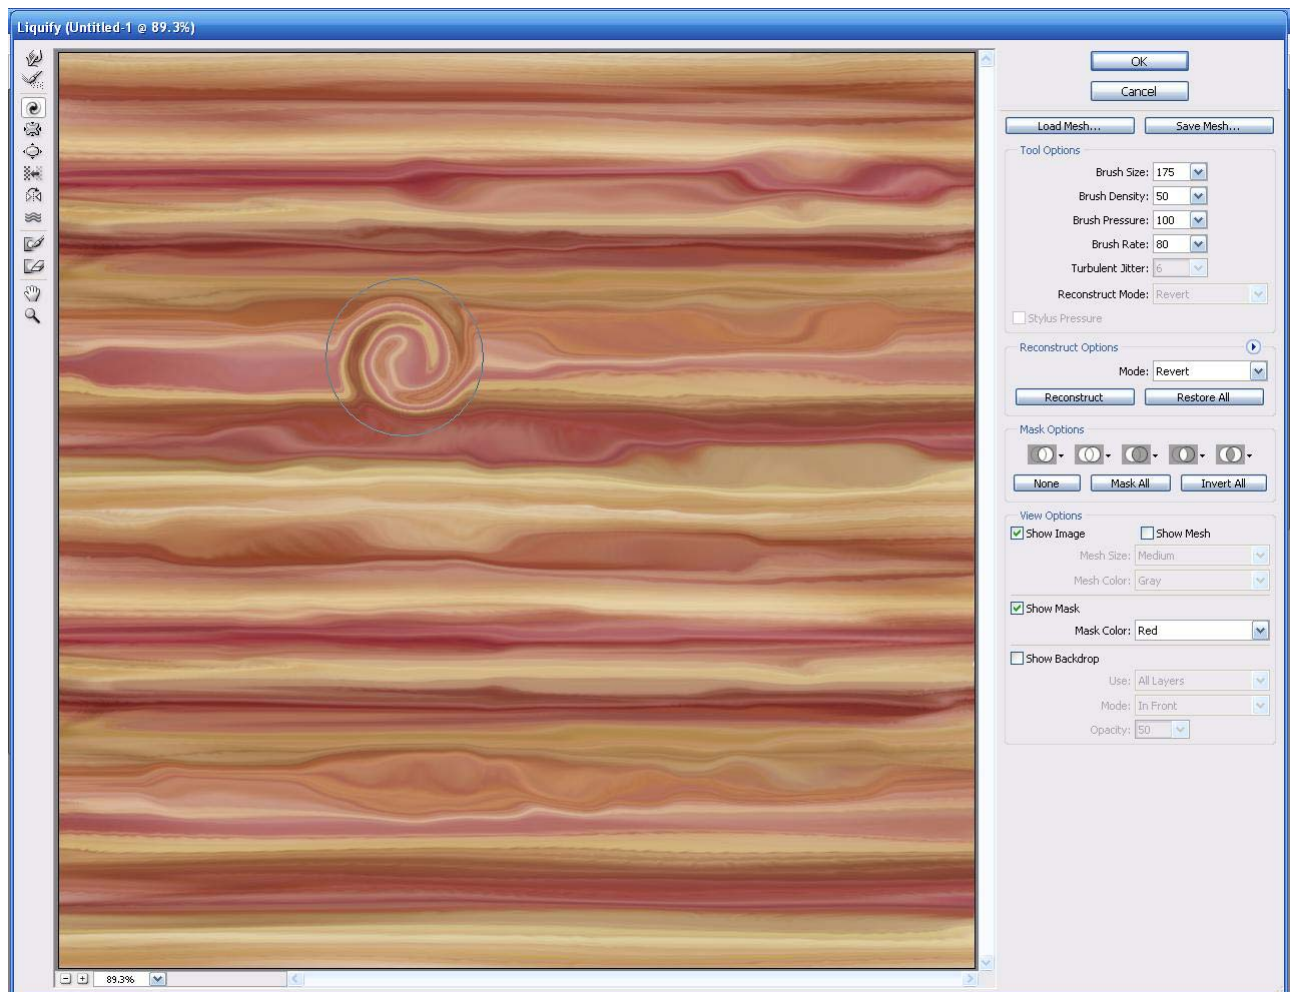 Liquify (Untitled-1 @ 89.3%)
OK
Cancel
Load Mesh... Save Mesh...
Tool Options
Brush Size: 175
Brush Density: 50
Brush Pressure: 100
Brush Rate: 80
Turbulent Jitter: 6
Reconstruct Mode: Revert
Stylus Pressure
Reconstruct Options
Mode: Revert
Reconstruct Restore All
Mask Options
None Mask All Invert All
View Options
Show Image Show Mesh
Mesh Size: Medium
Mesh Color: Gray
Show Mask
Mask Color: Red
Show Backdrop
Use: All Layers
Mode: In Front
Opacity: 50
89.3%